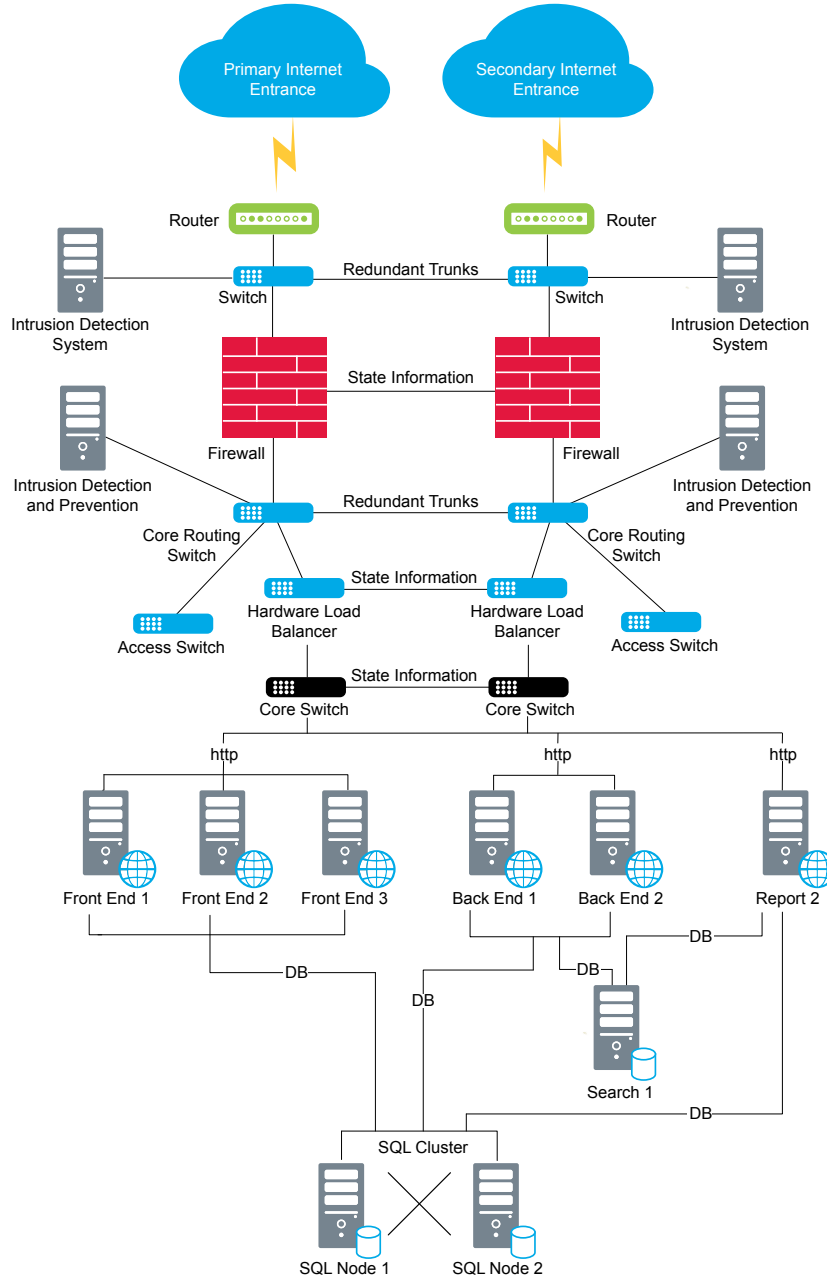 Primary Internet
Entrance
Secondary Internet
Entrance
Router
Router
Redundant Trunks
Switch
Switch
Intrusion Detection
System
Intrusion Detection
System
State Information
Firewall
Firewall
Intrusion Detection
and Prevention
Intrusion Detection
and Prevention
Redundant Trunks
Core Routing
Switch
Core Routing
Switch
State Information
Hardware Load
Balancer
Hardware Load
Balancer
Access Switch
Access Switch
State Information
Core Switch
Core Switch
http
http
http
Front End 1
Front End 2
Front End 3
Back End 1
Back End 2
Report 2
DB
DB
DB
DB
Search 1
DB
SQL Cluster
SQL Node 1
SQL Node 2